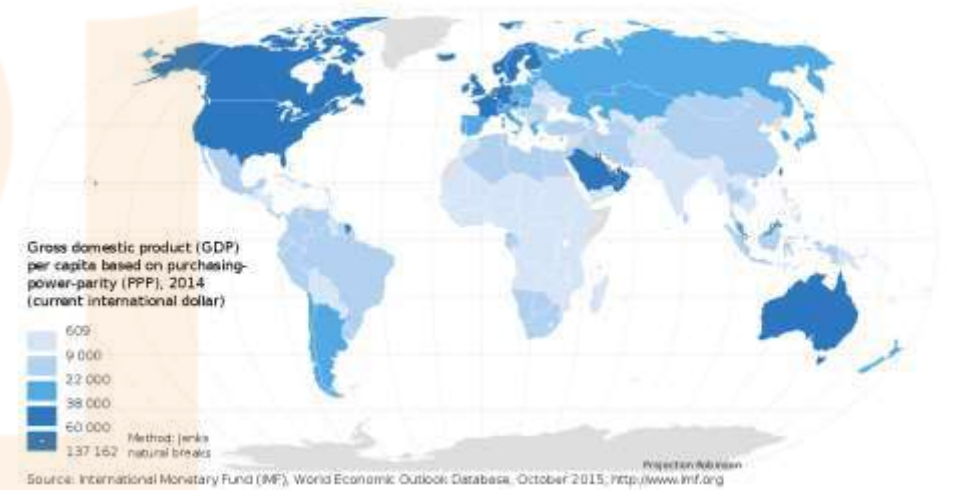 Gross domestic product (GDP)
per capita based on purchasing-
power-parity (PPP), 2014
(current international dollar)
609
9 000
22 000
38 000
60 000
137 162
Method: Jenks
natural breaks
Projection Robinson
Source: International Monetary Fund (IMF), World Economic Outlook Database, October 2015; http://www.imf.org